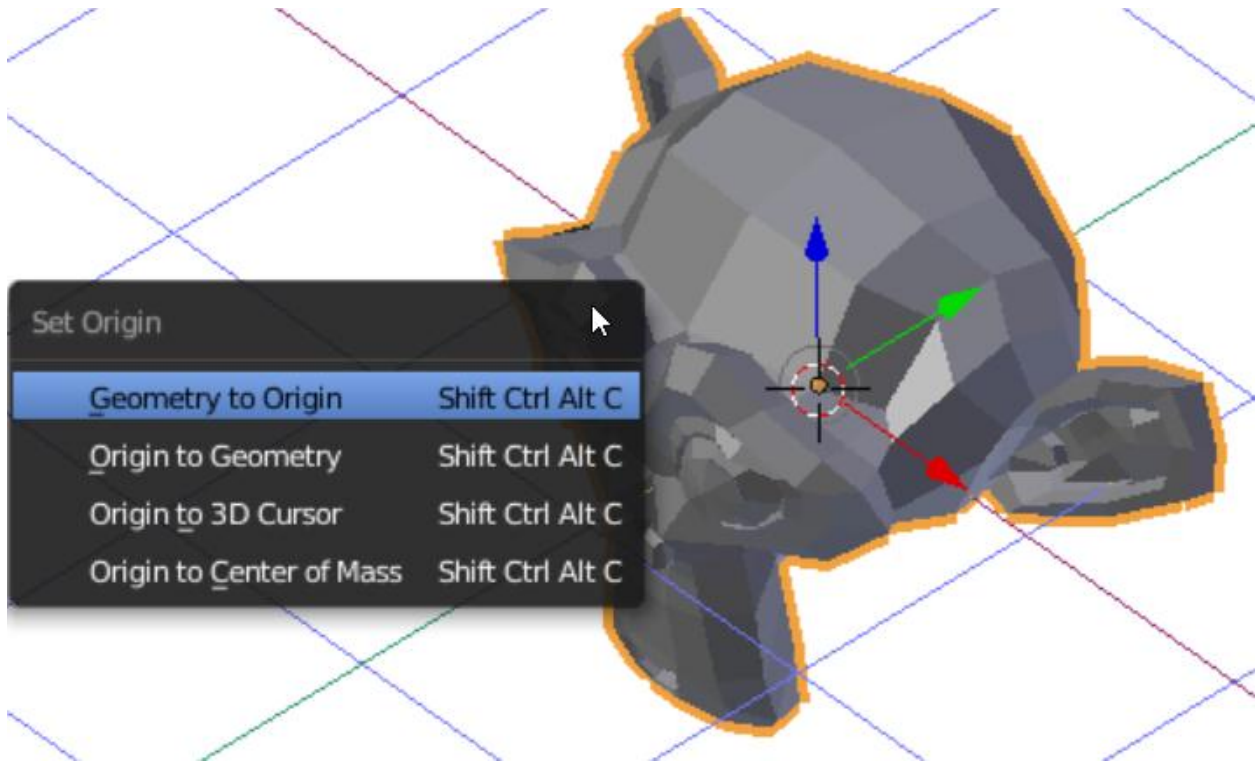 Set Origin
Geometry to Origin Shift Ctrl Alt C
Origin to Geometry Shift Ctrl Alt C
Origin to 3D Cursor Shift Ctrl Alt C
Origin to Center of Mass Shift Ctrl Alt C